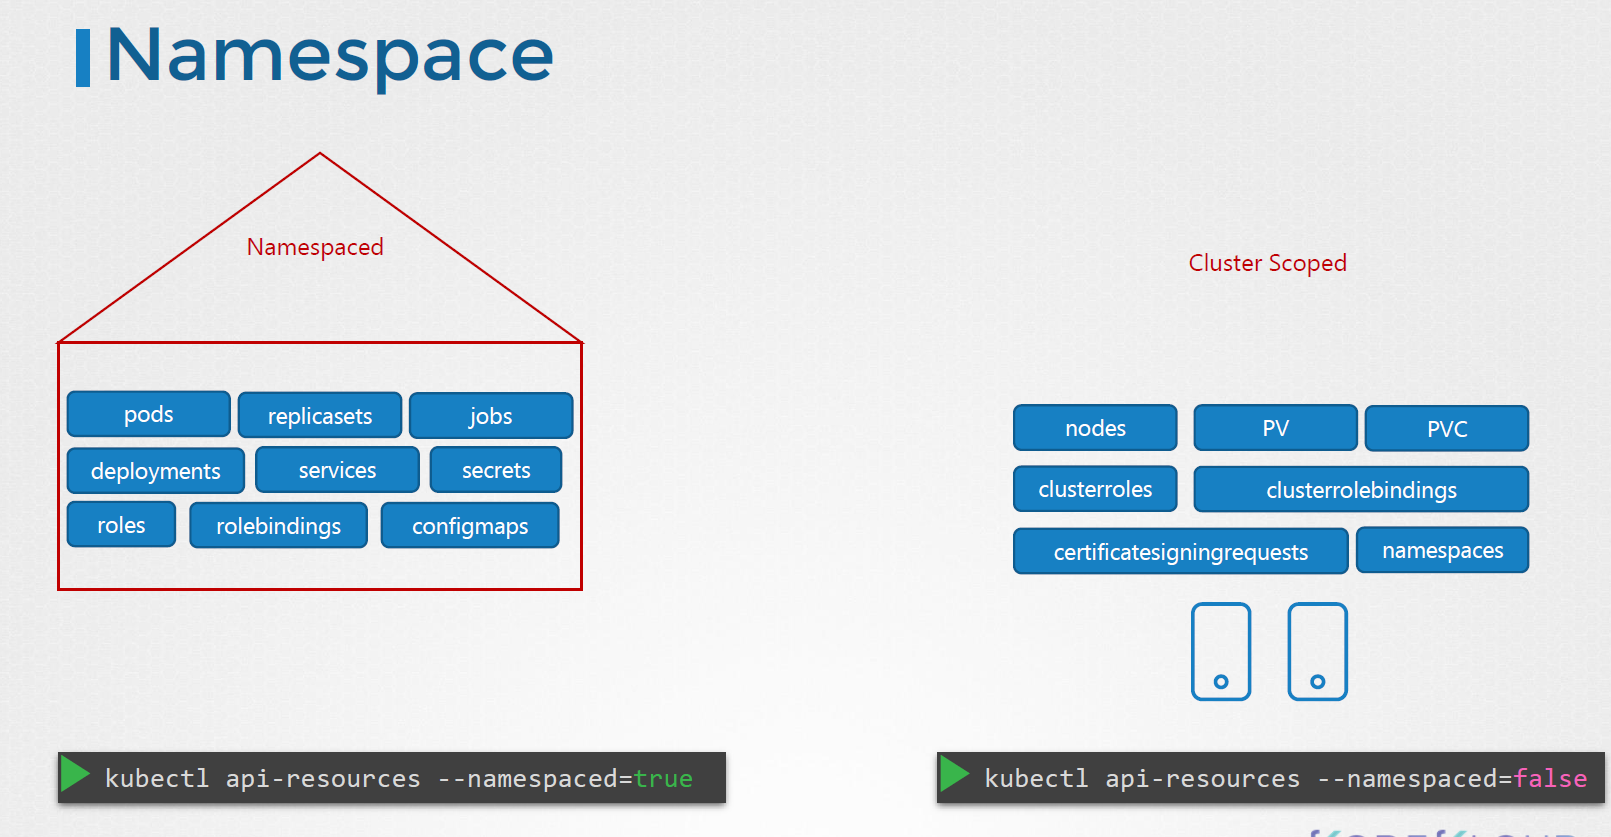 Namespace
Namespaced
Cluster Scoped
pods
replicasets
jobs
deployments
services
secrets
roles
rolebindings
configmaps
nodes
PV
PVC
clusterroles
clusterrolebindings
certificatesigningrequests
namespaces
kubectl api-resources --namespaced=true
kubectl api-resources --namespaced=false